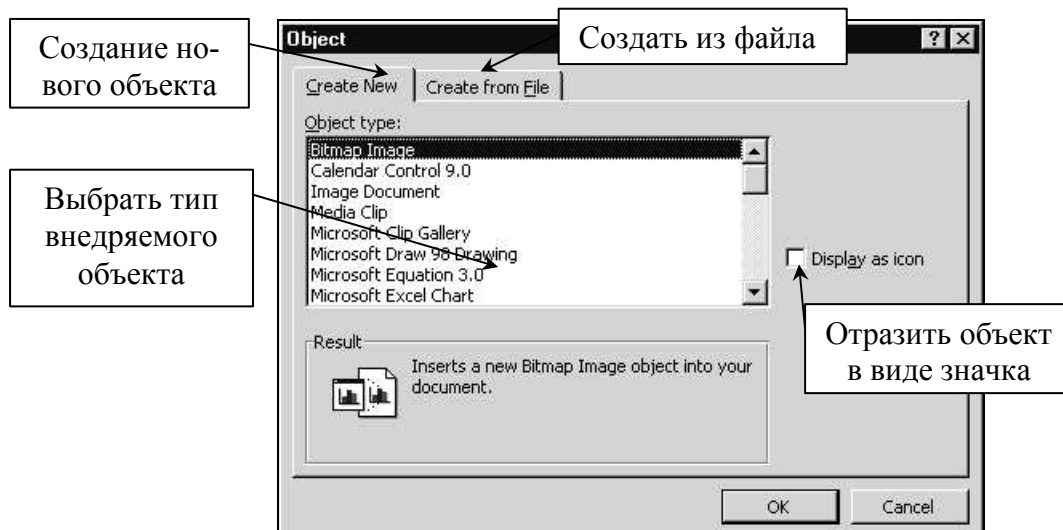 Создание но-
вого объекта
Object
Создать из файла
Create New
Create from File
Object type:
Bitmap Image
Calendar Control 9.0
Image Document
Media Clip
Microsoft Clip Gallery
Microsoft Draw 98 Drawing
Microsoft Equation 3.0
Microsoft Excel Chart
Выбрать тип
внедряемого
объекта
Display as icon
Отразить объект
в виде значка
Result
Inserts a new Bitmap Image object into your
document.
OK
Cancel